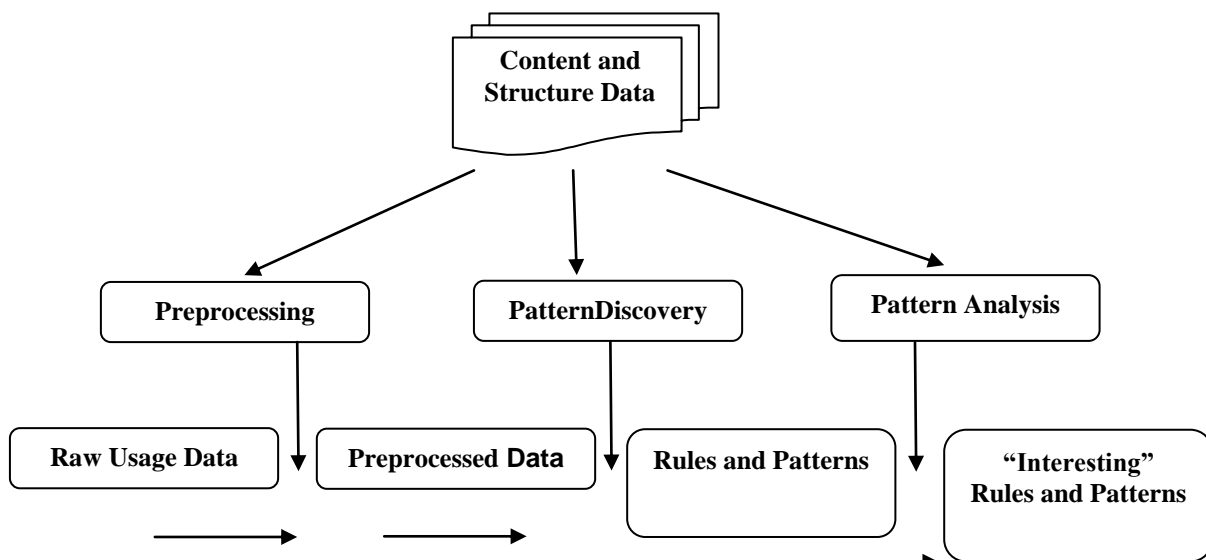 Content and
Structure Data
Preprocessing
PatternDiscovery
Pattern Analysis
Raw Usage Data
Preprocessed Data
Rules and Patterns
“Interesting”
Rules and Patterns